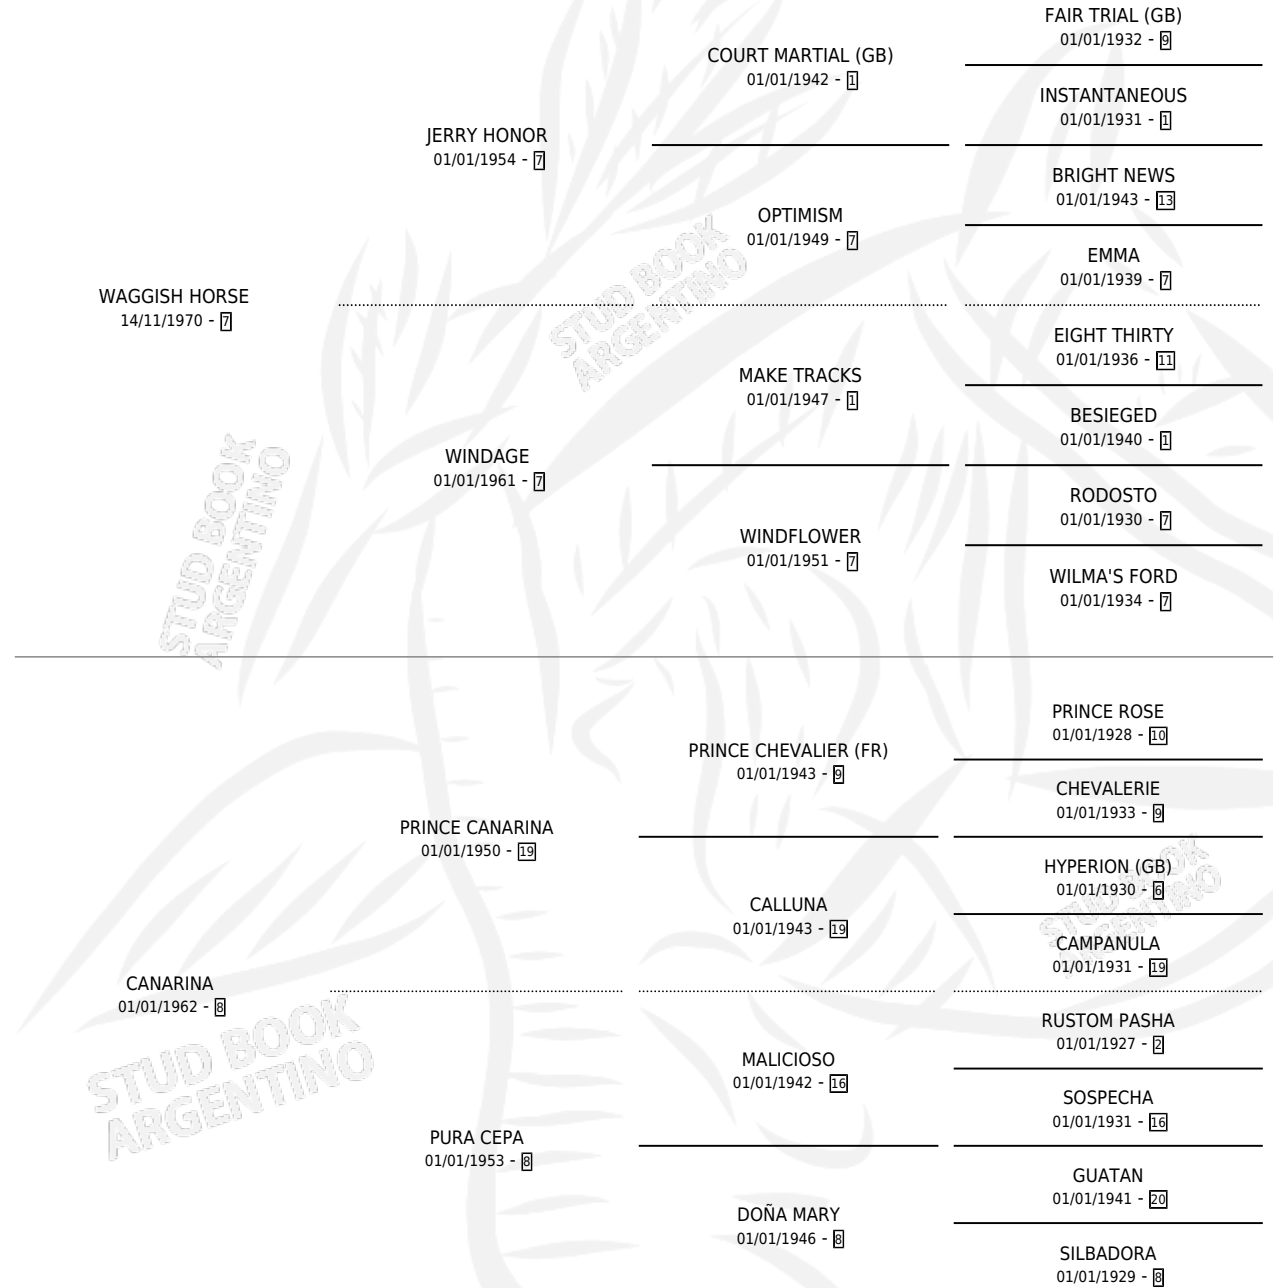 FAIR TRIAL (GB)
01/01/1932 - 9
COURT MARTIAL (GB)
01/01/1942 - 1
INSTANTANEOUS
01/01/1931 - 1
JERRY HONOR
01/01/1954 - 7
BRIGHT NEWS
01/01/1943 - 13
OPTIMISM
01/01/1949 - 7
EMMA
01/01/1939 - 7
WAGGISH HORSE
14/11/1970 - 7
EIGHT THIRTY
01/01/1936 - 11
MAKE TRACKS
01/01/1947 - 1
BESIEGED
01/01/1940 - 1
WINDAGE
01/01/1961 - 7
RODOSTO
01/01/1930 - 7
WINDFLOWER
01/01/1951 - 7
WILMA'S FORD
01/01/1934 - 7
PRINCE ROSE
01/01/1928 - 10
PRINCE CHEVALIER (FR)
01/01/1943 - 9
CHEVALERIE
01/01/1933 - 9
PRINCE CANARINA
01/01/1950 - 19
HYPERION (GB)
01/01/1930 - 6
CALLUNA
01/01/1943 - 19
CAMPANULA
01/01/1931 - 19
CANARINA
01/01/1962 - 8
RUSTOM PASHA
01/01/1927 - 2
MALICIOSO
01/01/1942 - 16
SOSPECHA
01/01/1931 - 16
PURA CEPA
01/01/1953 - 8
GUATAN
01/01/1941 - 20
DOÑA MARY
01/01/1946 - 8
SILBADORA
01/01/1929 - 8
STUD BOOK
ARGENTINO
STUD BOOK
ARGENTINO
STUD BOOK
ARGENTINO
STUD BOOK
ARGENTINO